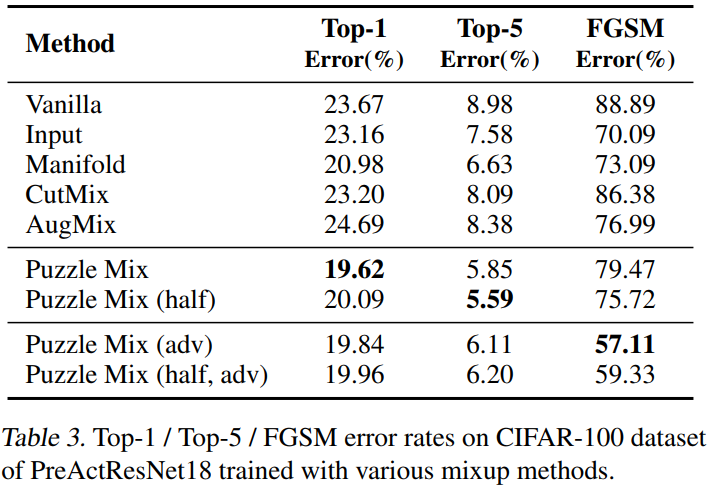 Method Top-1 Error(%) Top-5 Error(%) FGSM Error(%)
Vanilla 23.67 8.98 88.89
Input 23.16 7.58 70.09
Manifold 20.98 6.63 73.09
CutMix 23.20 8.09 86.38
AugMix 24.69 8.38 76.99
Puzzle Mix 19.62 5.85 79.47
Puzzle Mix (half) 20.09 5.59 75.72
Puzzle Mix (adv) 19.84 6.11 57.11
Puzzle Mix (half, adv) 19.96 6.20 59.33
Table 3. Top-1 / Top-5 / FGSM error rates on CIFAR-100 dataset
of PreActResNet18 trained with various mixup methods.